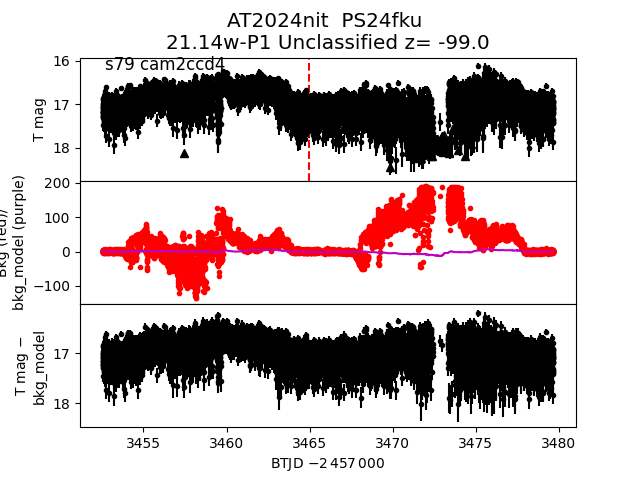 AT2024nit PS24fku
21.14w-P1 Unclassified z= -99.0
s79 cam2ccd4
16
17
18
T mag
200
100
0
−100
Bkg (red)/
bkg_model (purple)
17
18
T mag −
bkg_model
3455 3460 3465 3470 3475 3480
BTJD −2 457 000